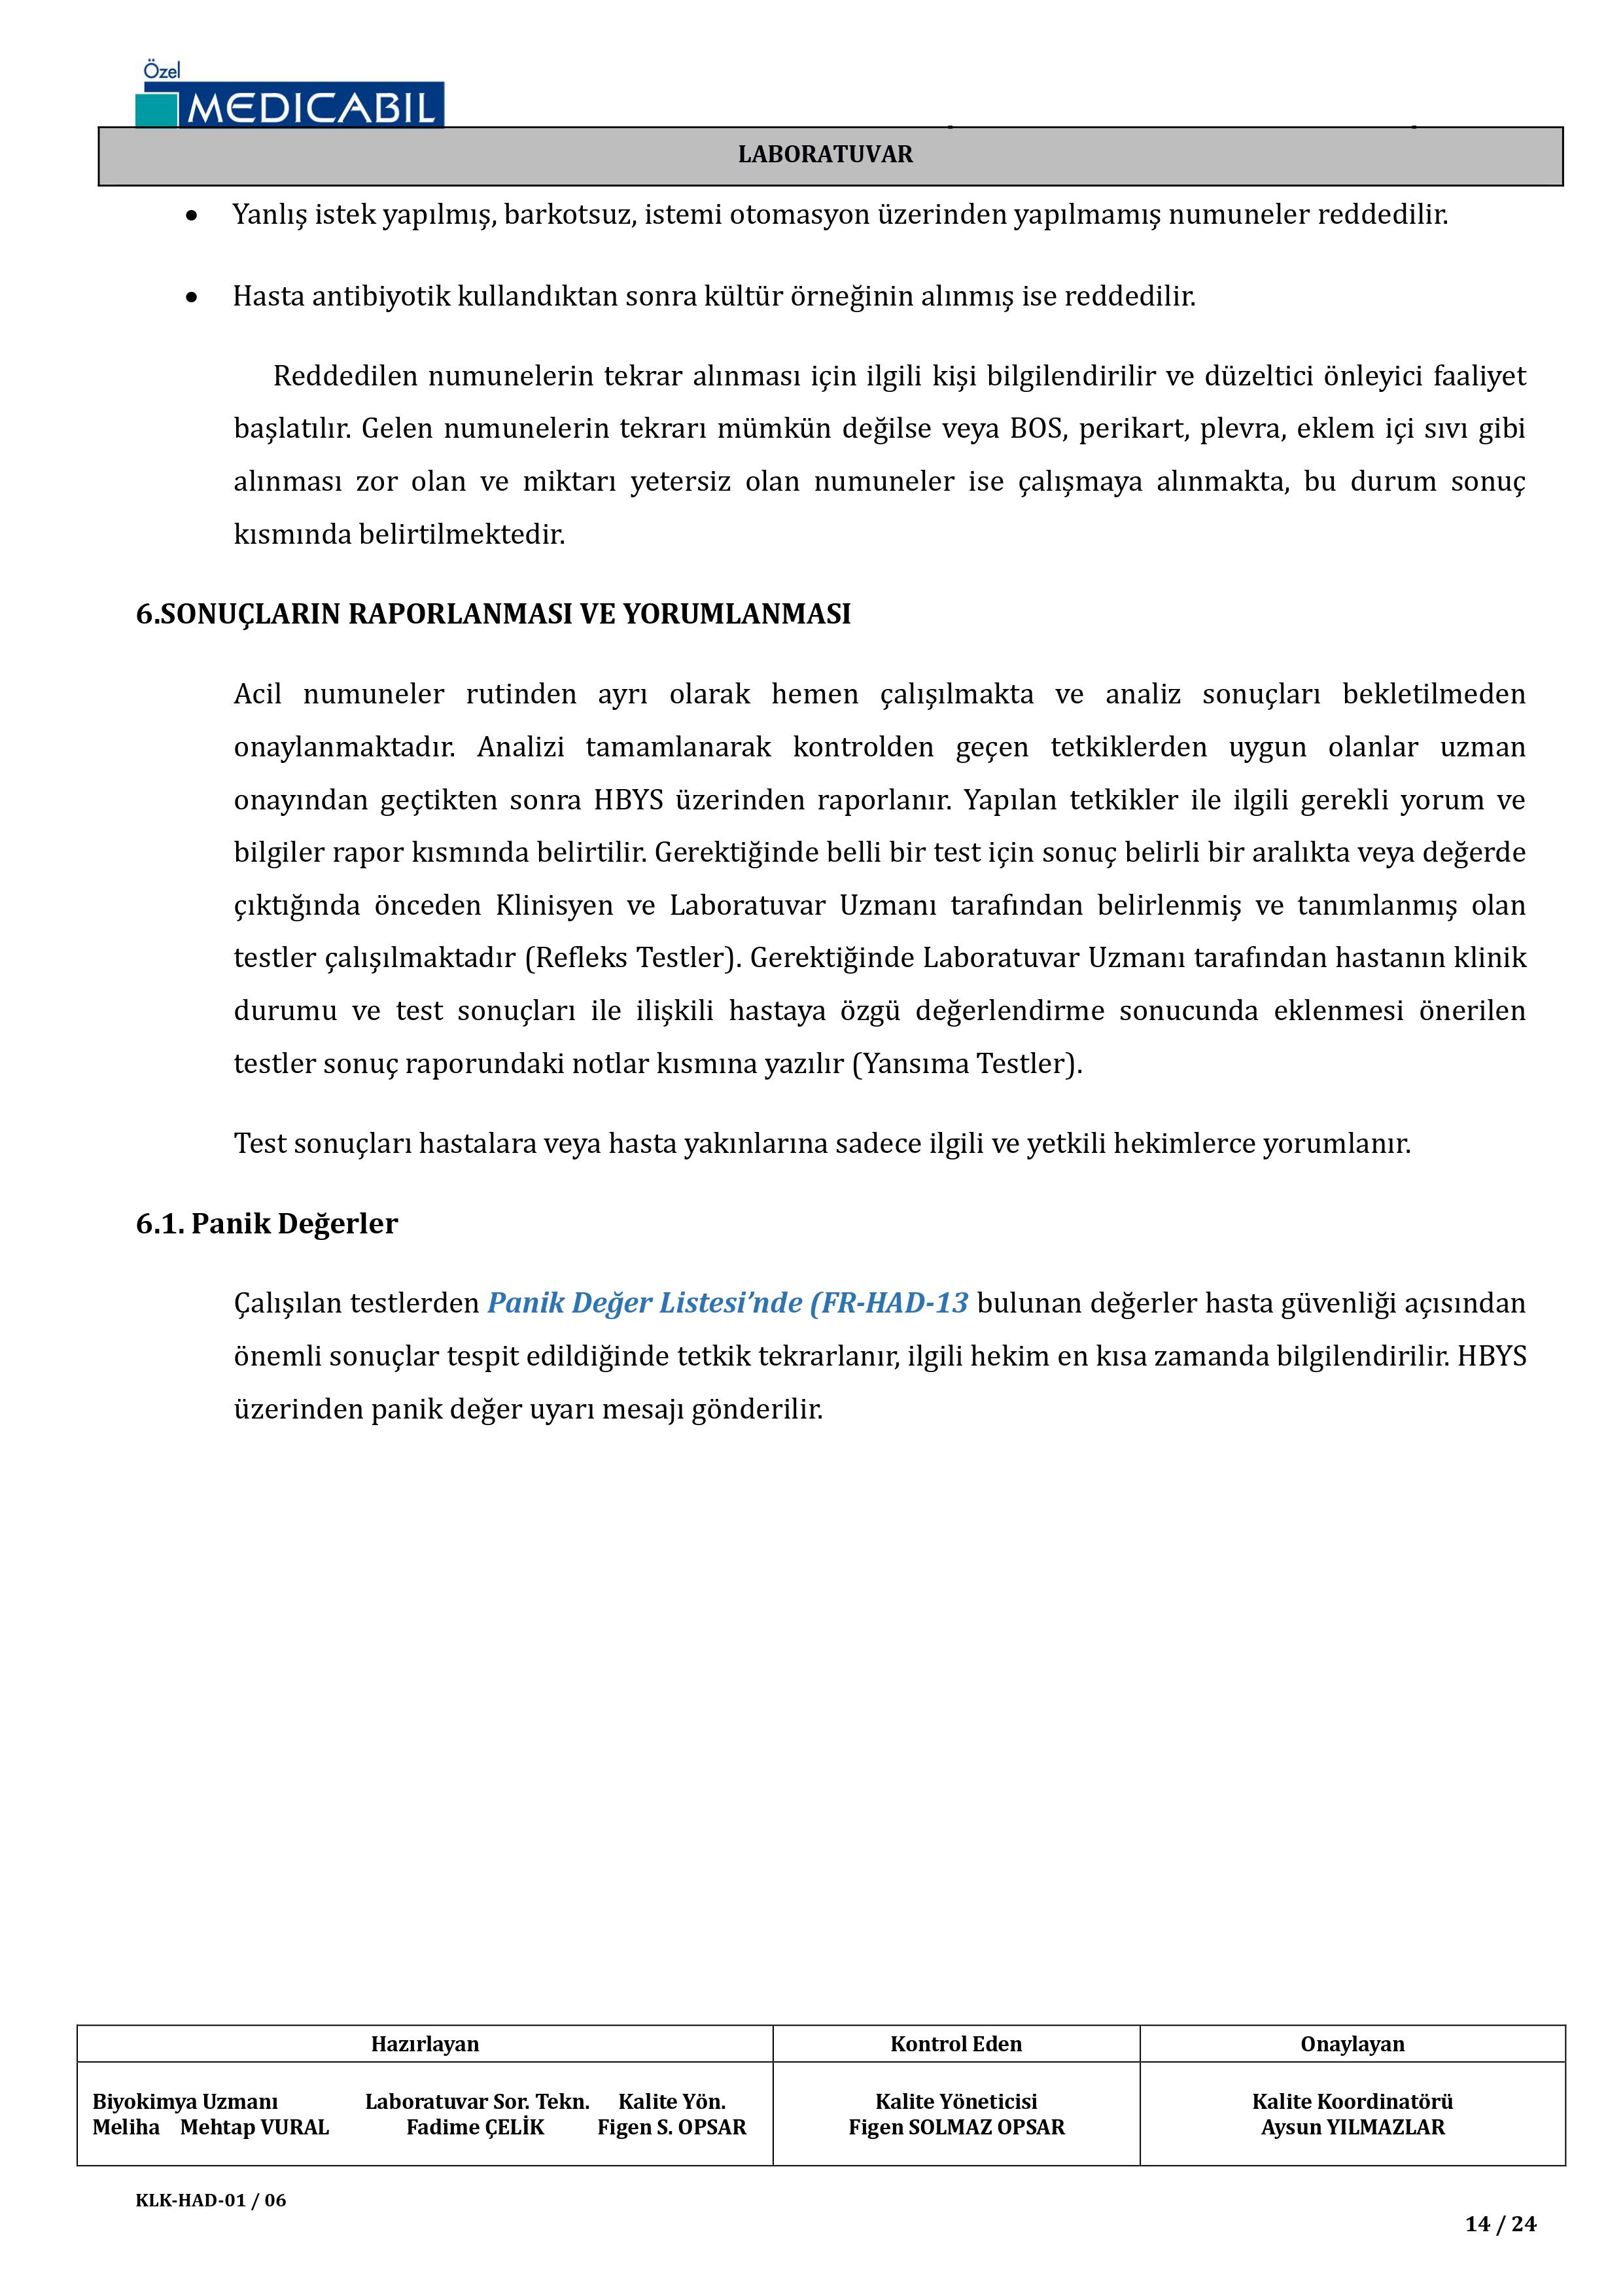 Özel
MEDICABIL
LABORATUVAR
• Yanlış istek yapılmış, barkotsuz, istemi otomasyon üzerinden yapılmamış numuneler reddedilir.
• Hasta antibiyotik kullandıktan sonra kültür örneğinin alınmış ise reddedilir.
Reddedilen numunelerin tekrar alınması için ilgili kişi bilgilendirilir ve düzeltici önleyici faaliyet
başlatılır. Gelen numunelerin tekrarı mümkün değilse veya BOS, perikart, plevra, eklem içi sıvı gibi
alınması zor olan ve miktarı yetersiz olan numuneler ise çalışmaya alınmakta, bu durum sonuç
kısmında belirtilmektedir.
6.SONUÇLARIN RAPORLANMASI VE YORUMLANMASI
Acil numuneler rutinden ayrı olarak hemen çalışılmakta ve analiz sonuçları bekletilmeden
onaylanmaktadır. Analizi tamamlanarak kontrolden geçen tetkiklerden uygun olanlar uzman
onayından geçtikten sonra HBYS üzerinden raporlanır. Yapılan tetkikler ile ilgili gerekli yorum ve
bilgiler rapor kısmında belirtilir. Gerektiğinde belli bir test için sonuç belirli bir aralıkta veya değerde
çıktığında önceden Klinisyen ve Laboratuvar Uzmanı tarafından belirlenmiş ve tanımlanmış olan
testler çalışılmaktadır (Refleks Testler). Gerektiğinde Laboratuvar Uzmanı tarafından hastanın klinik
durumu ve test sonuçları ile ilişkili hastaya özgü değerlendirme sonucunda eklenmesi önerilen
testler sonuç raporundaki notlar kısmına yazılır (Yansıma Testler).
Test sonuçları hastalara veya hasta yakınlarına sadece ilgili ve yetkili hekimlerce yorumlanır.
6.1. Panik Değerler
Çalışılan testlerden Panik Değer Listesi’nde (FR-HAD-13 bulunan değerler hasta güvenliği açısından
önemli sonuçlar tespit edildiğinde tetkik tekrarlanır, ilgili hekim en kısa zamanda bilgilendirilir. HBYS
üzerinden panik değer uyarı mesajı gönderilir.
Hazırlayan Kontrol Eden Onaylayan
Biyokimya Uzmanı Laboratuvar Sor. Tekn. Kalite Yön. Kalite Yöneticisi Kalite Koordinatörü
Meliha Mehtap VURAL Fadime ÇELİK Figen S. OPSAR Figen SOLMAZ OPSAR Aysun YILMAZLAR
KLK-HAD-01 / 06
14 / 24